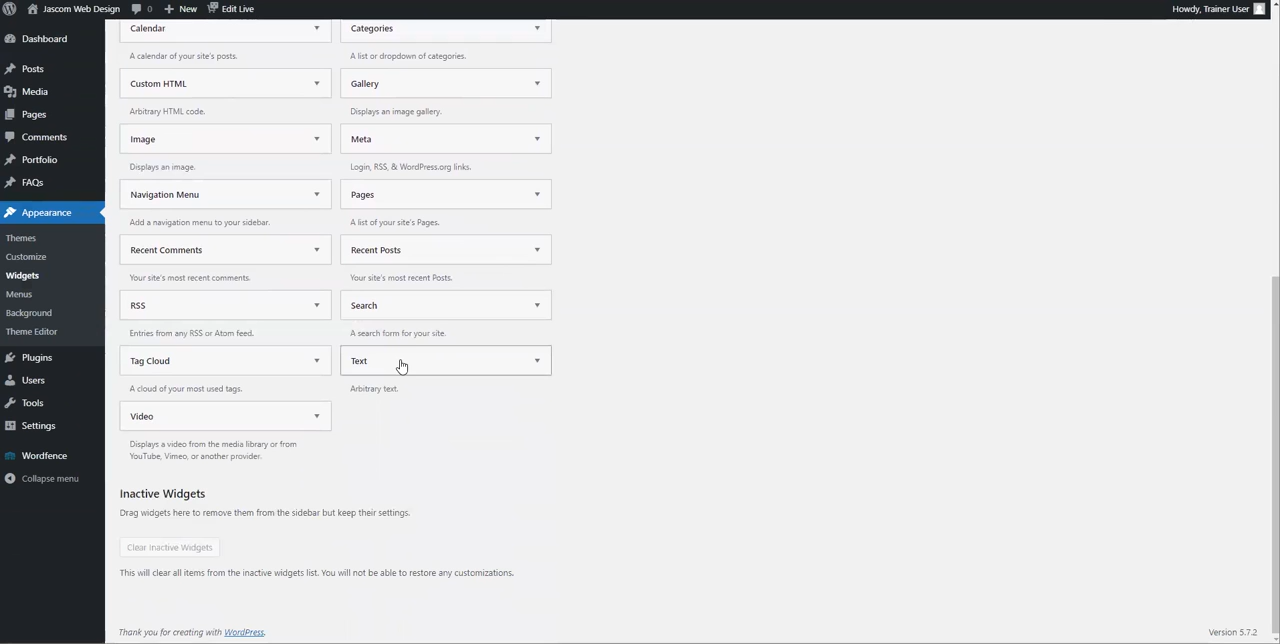 Jascom Web Design
0
New
Edit Live
Howdy, Trainer User
Dashboard
Posts
Media
Pages
Comments
Portfolio
FAQs
Appearance
Themes
Customize
Widgets
Menus
Background
Theme Editor
Plugins
Users
Tools
Settings
Wordfence
Collapse menu
Calendar
Categories
A calendar of your site's posts.
A list or dropdown of categories.
Custom HTML
Gallery
Arbitrary HTML code.
Displays an image gallery.
Image
Meta
Displays an image.
Login, RSS, & WordPress.org links.
Navigation Menu
Pages
Add a navigation menu to your sidebar.
A list of your site's Pages.
Recent Comments
Recent Posts
Your site's most recent comments.
Your site's most recent Posts.
RSS
Search
Entries from any RSS or Atom feed.
A search form for your site.
Tag Cloud
Text
A cloud of your most used tags.
Arbitrary text.
Video
Displays a video from the media library or from
YouTube, Vimeo, or another provider.
Inactive Widgets
Drag widgets here to remove them from the sidebar but keep their settings.
Clear Inactive Widgets
This will clear all items from the inactive widgets list. You will not be able to restore any customizations.
Thank you for creating with WordPress.
Version 5.7.2